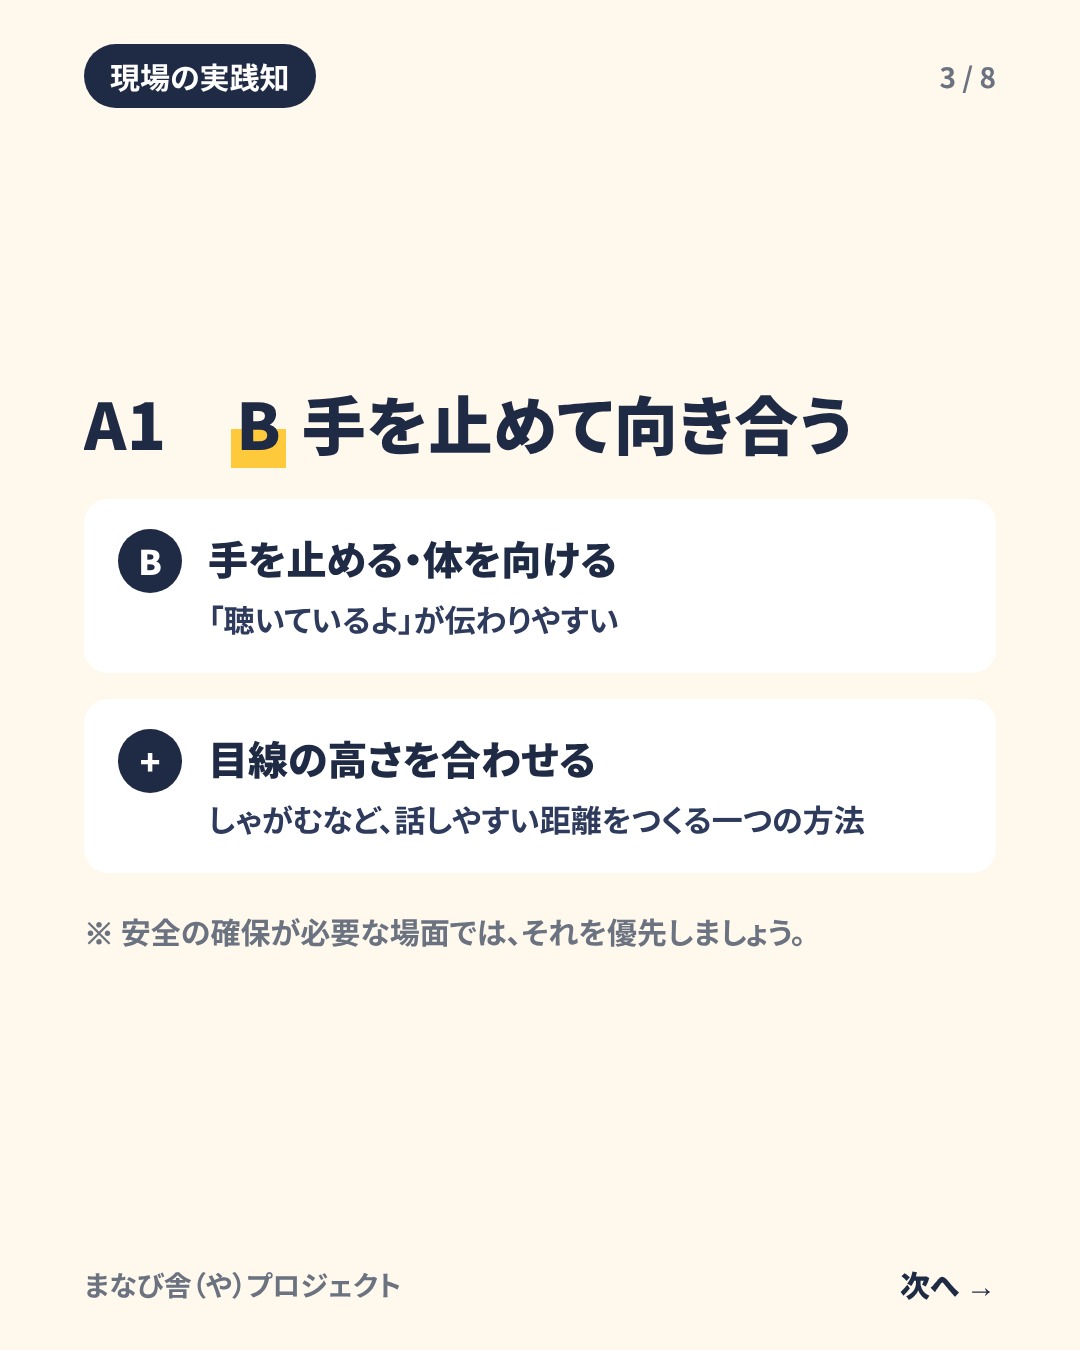 現場の実践知
3 / 8
A1　B 手を止めて向き合う
B 手を止める・体を向ける
「聴いているよ」が伝わりやすい
+ 目線の高さを合わせる
しゃがむなど、話しやすい距離をつくる一つの方法
※ 安全の確保が必要な場面では、それを優先しましょう。
まなび舎（や）プロジェクト
次へ →